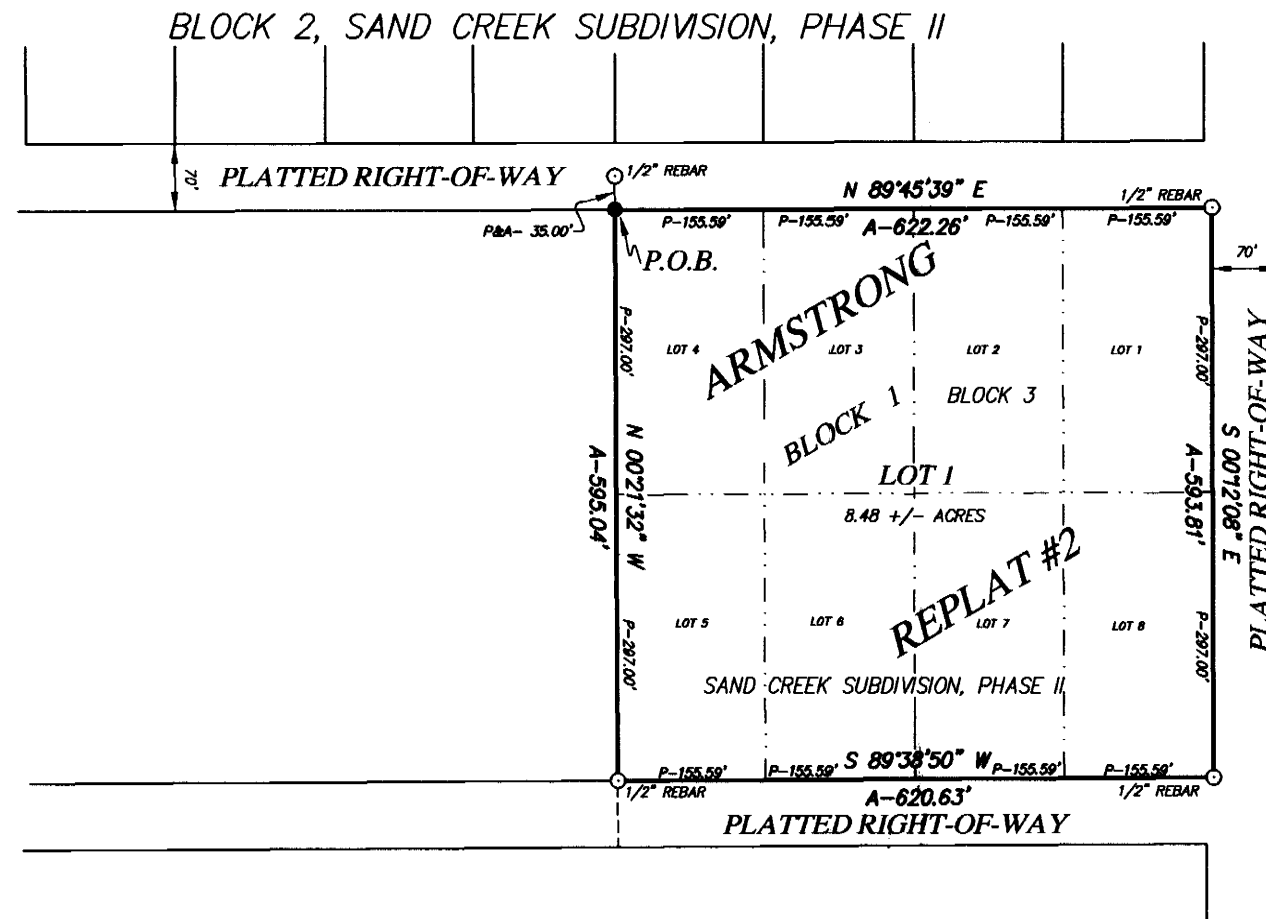 BLOCK 2, SAND CREEK SUBDIVISION, PHASE II
70'
PLATTED RIGHT-OF-WAY
1/2" REBAR
P&A- 35.00'
P.O.B.
N 89°45'39" E
1/2" REBAR
P-155.59'
P-155.59'
P-155.59'
P-155.59'
A-622.26'
70'
ARMSTRONG
P-297.00'
P-297.00'
LOT 4
LOT 3
LOT 2
LOT 1
BLOCK 1
BLOCK 3
PLATTED RIGHT-OF-WAY
N 00°21'32" W
A-595.04'
S 00°12'08" E
A-593.81'
LOT 1
8.48 +/- ACRES
REPLAT #2
LOT 5
LOT 6
LOT 7
LOT 8
P-297.00'
P-297.00'
SAND CREEK SUBDIVISION, PHASE II
S 89°38'50" W
P-155.59'
P-155.59'
P-155.59'
P-155.59'
1/2" REBAR
1/2" REBAR
A-620.63'
PLATTED RIGHT-OF-WAY